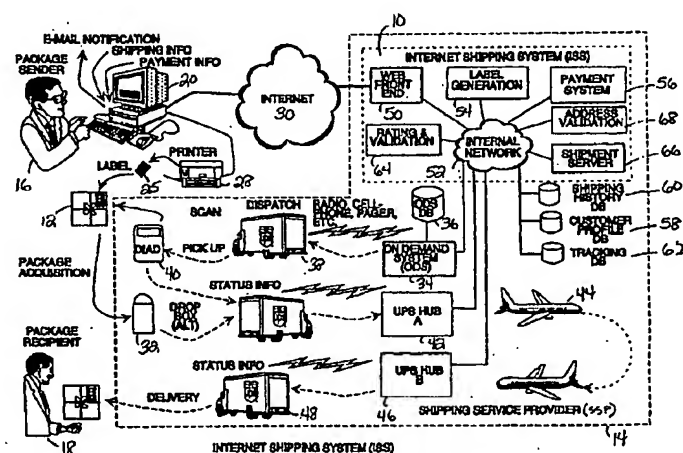 10
E-MAIL NOTIFICATION
SHIPPING INFO
PAYMENT INFO
PACKAGE SENDER
20
INTERNET SHIPPING SYSTEM (ISS)
WEB FRONT END
50
LABEL GENERATION
54
PAYMENT SYSTEM
56
ADDRESS VALIDATION
68
INTERNET
30
RATING & VALIDATION
64
INTERNAL NETWORK
52
SHIPMENT SERVER
66
16
PRINTER
LABEL
25
28
12
SCAN
DISPATCH
RADIO, CELL-PHONE, PAGER, ETC.
ODS DB
36
SHIPPING HISTORY DB
60
CUSTOMER PROFILE DB
58
TRACKING DB
62
DIAD
40
PICK UP
38
ON DEMAND SYSTEM (ODS)
34
PACKAGE ACQUISITION
STATUS INFO
DROP BOX (ALT)
32
UPS HUB A
42
44
PACKAGE RECIPIENT
STATUS INFO
UPS HUB B
46
DELIVERY
48
SHIPPING SERVICE PROVIDER (SSP)
18
14
INTERNET SHIPPING SYSTEM (ISS)